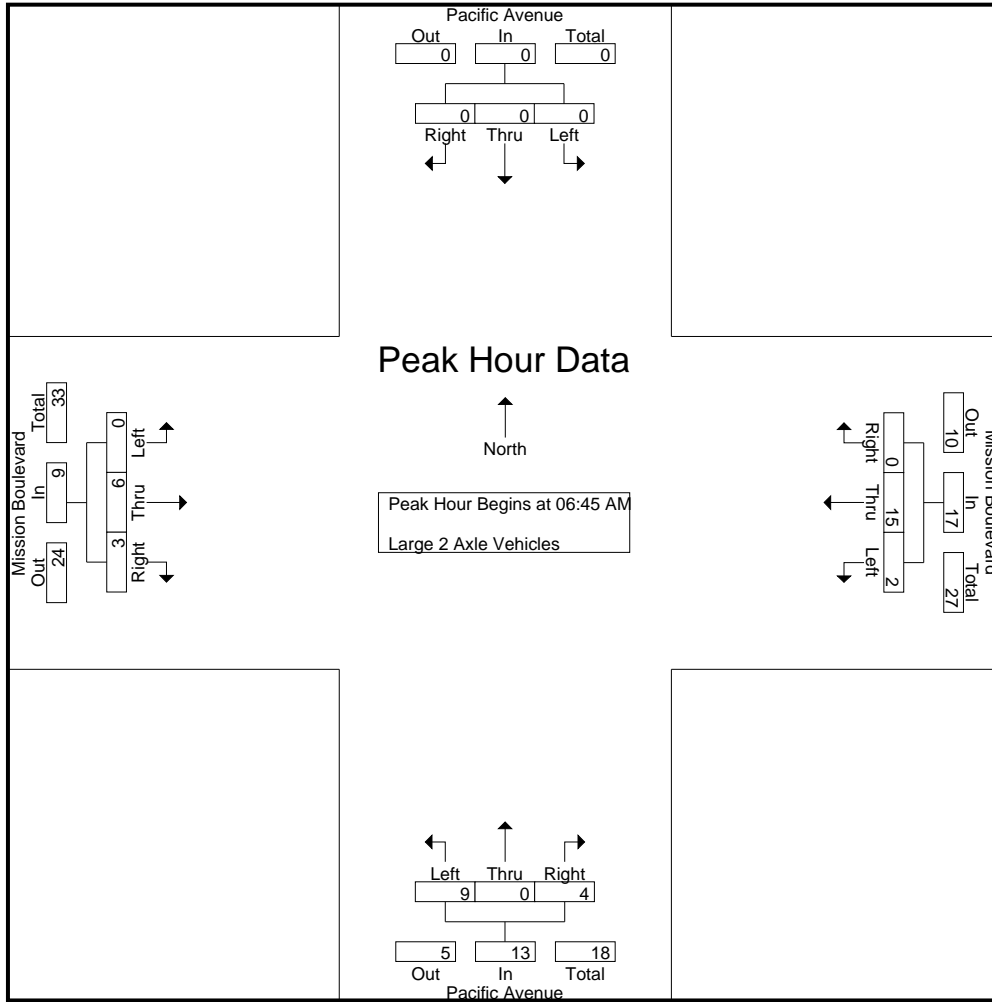 Pacific Avenue
Out In Total
0 0 0
0 0 0
Right Thru Left
Peak Hour Data
North
Peak Hour Begins at 06:45 AM
Large 2 Axle Vehicles
Mission Boulevard
Out In Total
24 9 33
3 6 0
Right Thru Left
Mission Boulevard
Out In Total
10 17 27
0 15 2
Right Thru Left
Left Thru Right
9 0 4
5 13 18
Out In Total
Pacific Avenue